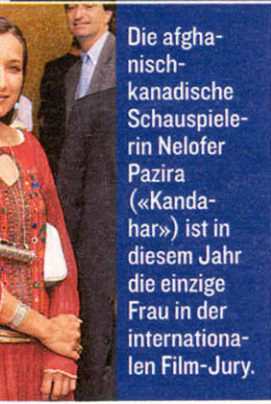 Die afgha-
nisch-
kanadische
Schauspiele-
rin Nelofer
Pazira
(«Kanda-
har») ist in
diesem Jahr
die einzige
Frau in der
internationa-
len Film-Jury.